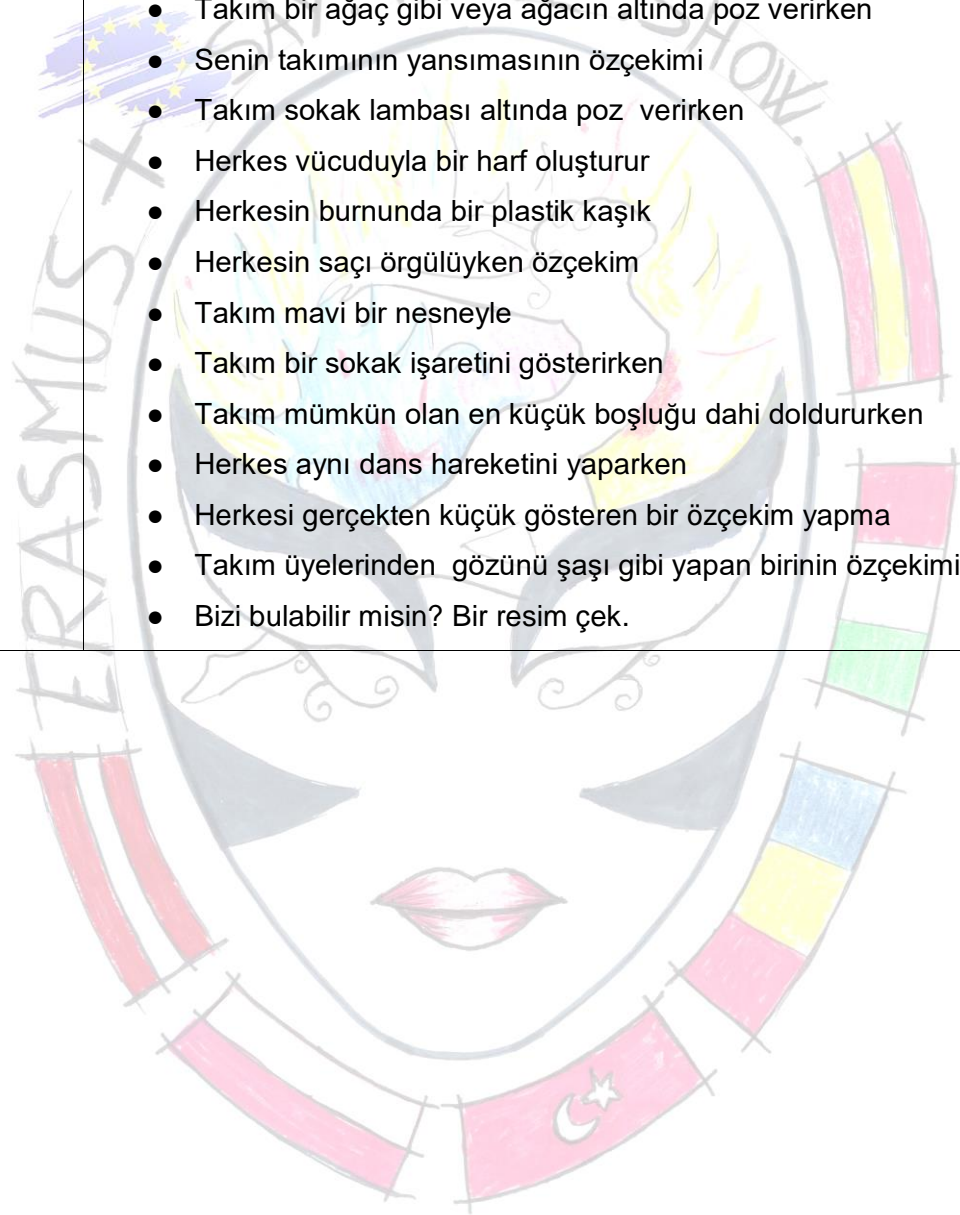 Takım bir ağaç gibi veya ağacın altında poz verirken
Senin takımının yansımasının özçekimi
Takım sokak lambası altında poz  verirken
Herkes vücuduyla bir harf oluşturur
Herkesin burnunda bir plastik kaşık
Herkesin saçı örgülüyken özçekim
Takım mavi bir nesneyle
Takım bir sokak işaretini gösterirken
Takım mümkün olan en küçük boşluğu dahi doldururken
Herkes aynı dans hareketini yaparken
Herkesi gerçekten küçük gösteren bir özçekim yapma
Takım üyelerinden  gözünü şaşı gibi yapan birinin özçekimi
Bizi bulabilir misin? Bir resim çek.
ERASMUS +